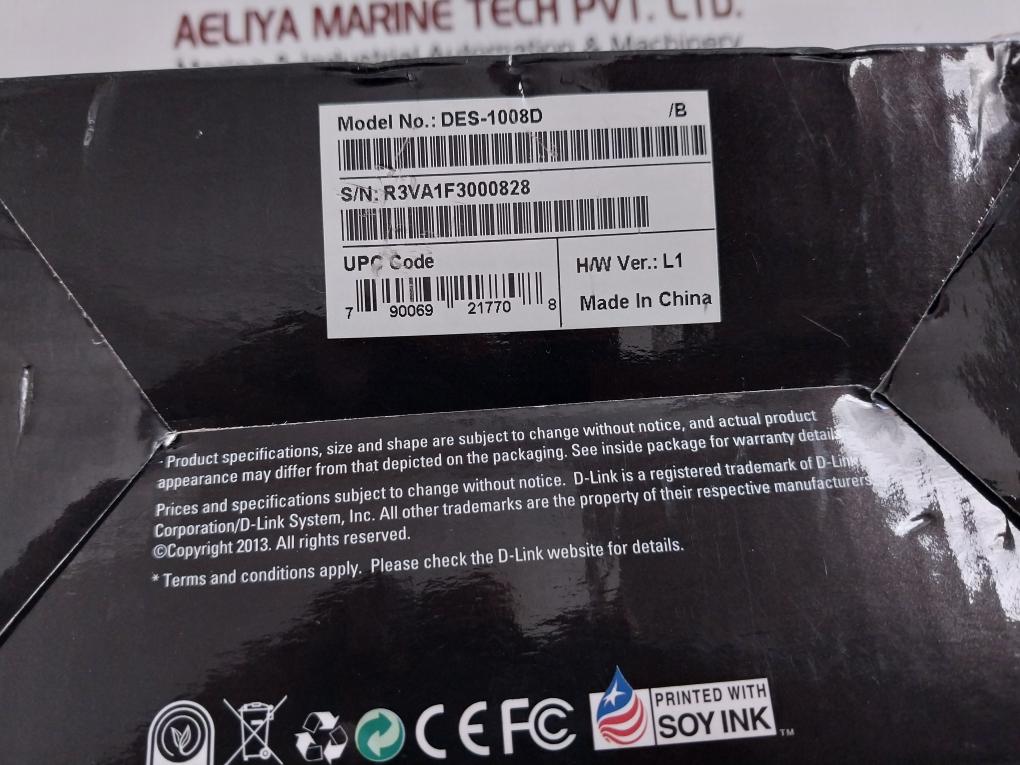 AELIYA MARINE TECH PVT. LTD.
Marine & Industrial Automation & Machinery
Model No.: DES-1008D /B
S/N: R3VA1F3000828
UPC Code
H/W Ver.: L1
7 90069 21770 8
Made In China
- Product specifications, size and shape are subject to change without notice, and actual product
appearance may differ from that depicted on the packaging. See inside package for warranty details.
Prices and specifications subject to change without notice. D-Link is a registered trademark of D-Link
Corporation/D-Link System, Inc. All other trademarks are the property of their respective manufacturers.
©Copyright 2013. All rights reserved.
* Terms and conditions apply. Please check the D-Link website for details.
CE FC
PRINTED WITH
SOY INK™